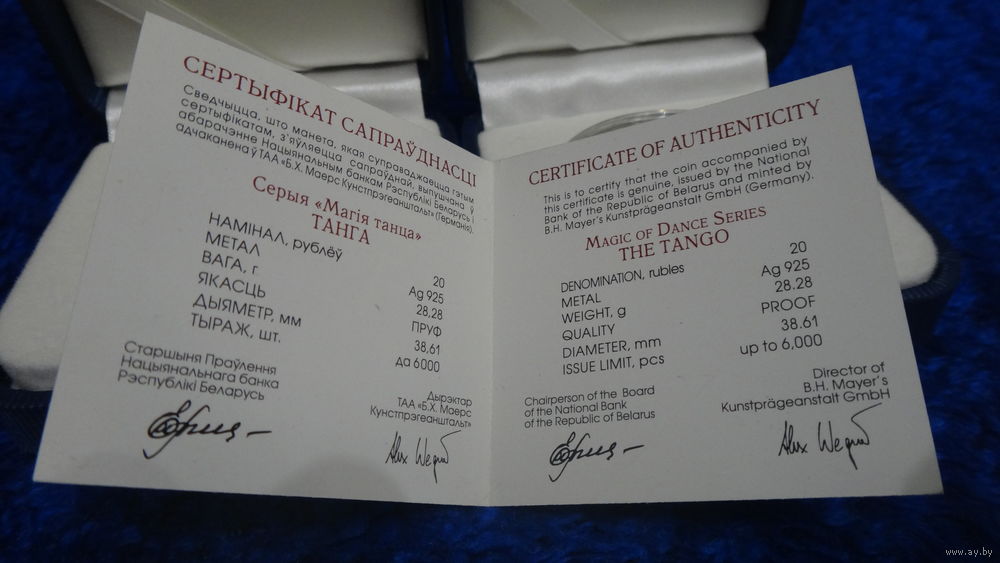 СЕРТЫФІКАТ САПРАЎДНАСЦІ
Сведчыцца, што манета, якая суправаджаецца гэтым
сертыфікатам, з'яўляецца сапраўднай, выпушчана ў
абарачэнне Нацыянальным банкам Рэспублікі Беларусь і
адчаканена ў ТАА «Б.Х. Маерс Кунстпрэгеанштальт» (Германія).
Серыя «Магія танца»
ТАНГА
НАМІНАЛ, рублёў 20
МЕТАЛ Ag 925
ВАГА, г 28,28
ЯКАСЦЬ ПРУФ
ДЫЯМЕТР, мм 38,61
ТЫРАЖ, шт. да 6000
Старшыня Праўлення
Нацыянальнага банка
Рэспублікі Беларусь
Дырэктар
ТАА «Б.Х. Маерс
Кунстпрэгеанштальт»
CERTIFICATE OF AUTHENTICITY
This is to certify that the coin accompanied by
this certificate is genuine, issued by the National
Bank of the Republic of Belarus and minted by
B.H. Mayer's Kunstprägeanstalt GmbH (Germany).
MAGIC OF DANCE SERIES
THE TANGO
DENOMINATION, rubles 20
METAL Ag 925
WEIGHT, g 28.28
QUALITY PROOF
DIAMETER, mm 38.61
ISSUE LIMIT, pcs up to 6,000
Chairperson of the Board
of the National Bank
of the Republic of Belarus
Director of
B.H. Mayer's
Kunstprägeanstalt GmbH
www.ay.by